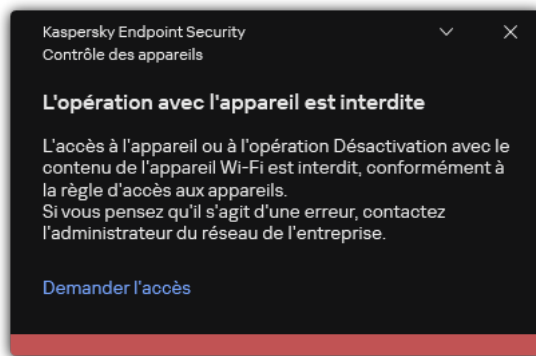 Kaspersky Endpoint Security
Contrôle des appareils
L'opération avec l'appareil est interdite
L'accès à l'appareil ou à l'opération Désactivation avec le
contenu de l'appareil Wi-Fi est interdit, conformément à
la règle d'accès aux appareils.
Si vous pensez qu'il s'agit d'une erreur, contactez
l'administrateur du réseau de l'entreprise.
Demander l'accès